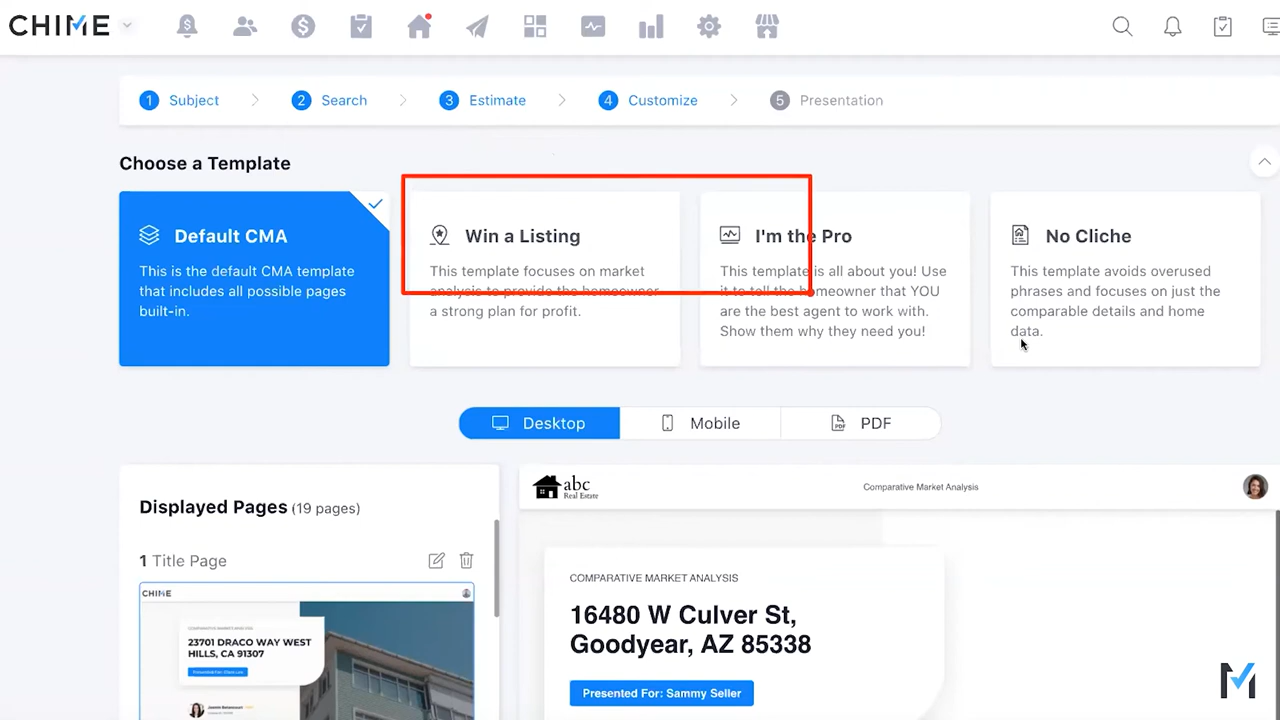 CHIME
1 Subject
2 Search
3 Estimate
4 Customize
5 Presentation
Choose a Template
Default CMA
This is the default CMA template
that includes all possible pages
built-in.
Win a Listing
This template focuses on market
analysis to provide the homeowner
a strong plan for profit.
I'm the Pro
This template is all about you! Use
it to tell the homeowner that YOU
are the best agent to work with.
Show them why they need you!
No Cliche
This template avoids overused
phrases and focuses on just the
comparable details and home
data.
Desktop
Mobile
PDF
Displayed Pages (19 pages)
1 Title Page
CHIME
COMPARATIVE MARKET ANALYSIS
23701 DRACO WAY WEST
HILLS, CA 91307
abc
Real Estate
Comparative Market Analysis
COMPARATIVE MARKET ANALYSIS
16480 W Culver St,
Goodyear, AZ 85338
Presented For: Sammy Seller